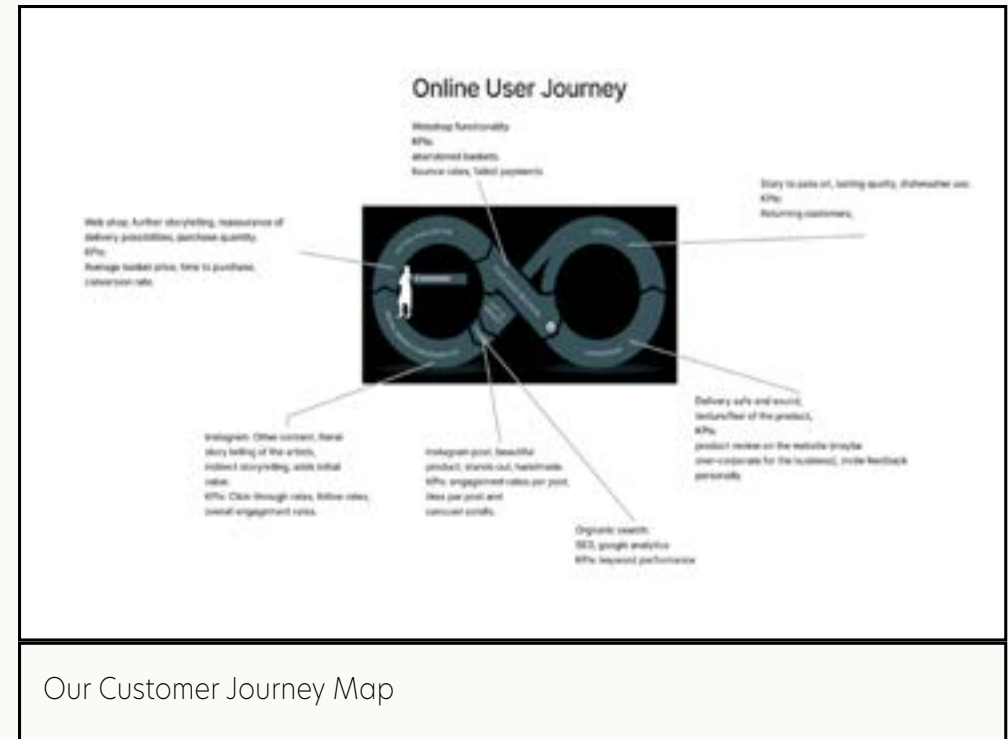 Online User Journey
Webshop functionality
KPIs:
abandoned baskets,
Bounce rates, failed payments
Story to pass on, lasting quality, dishwasher use.
KPIs:
Returning customers,
Web shop, further storytelling, reassurance of
delivery possibilities, purchase quantity.
KPIs:
Average basket price, time to purchase,
conversion rate.
Delivery safe and sound,
texture/feel of the product,
KPIs:
product review on the website (maybe
over-corporate for the business), invite feedback
personally.
Instagram: Other content, literal
story telling of the artists,
indirect storytelling, adds initial
value.
KPIs: Click-through rates, follow rates,
overall engagement rates.
Instagram post, beautiful
product, stands out, handmade.
KPIs: engagement rates per post,
likes per post and
carousel scrolls.
Organic search:
SEO, google analytics
KPIs: keyword performance
Our Customer Journey Map